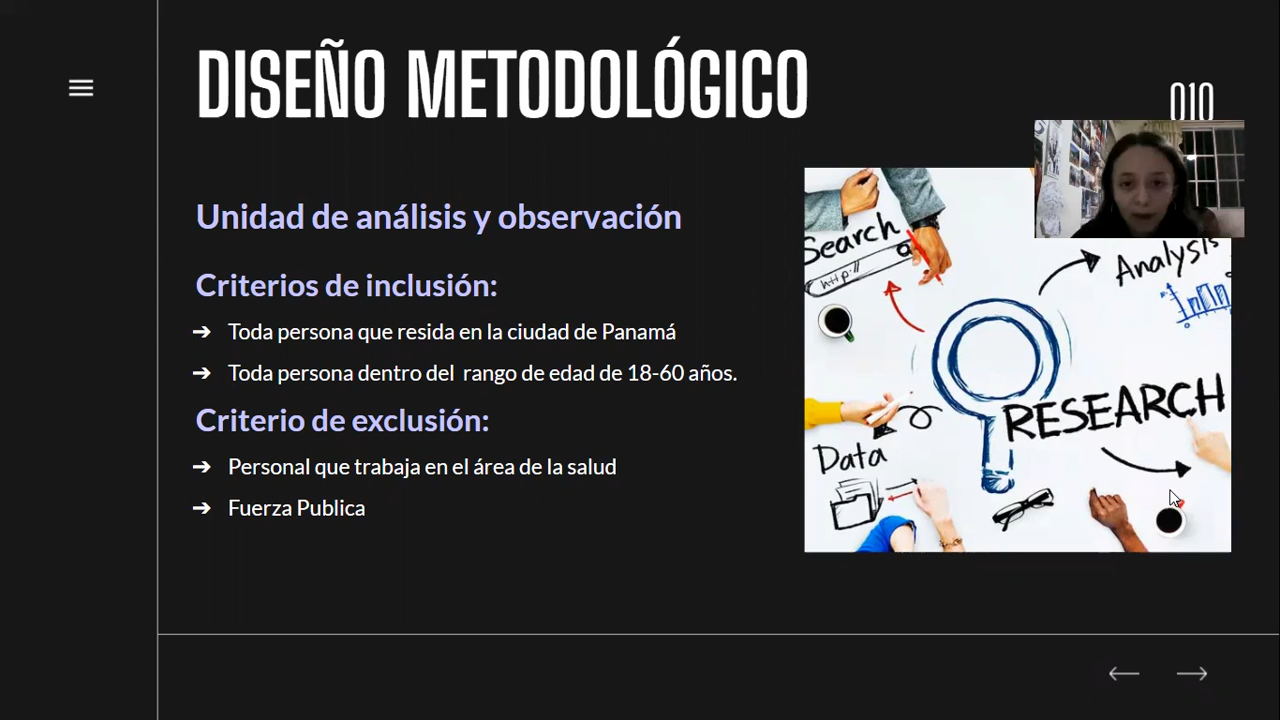 DISEÑO METODOLÓGICO
010
Unidad de análisis y observación
Criterios de inclusión:
➔ Toda persona que resida en la ciudad de Panamá
➔ Toda persona dentro del rango de edad de 18-60 años.
Criterio de exclusión:
➔ Personal que trabaja en el área de la salud
➔ Fuerza Publica
Search
http://
Analysis
RESEARCH
Data